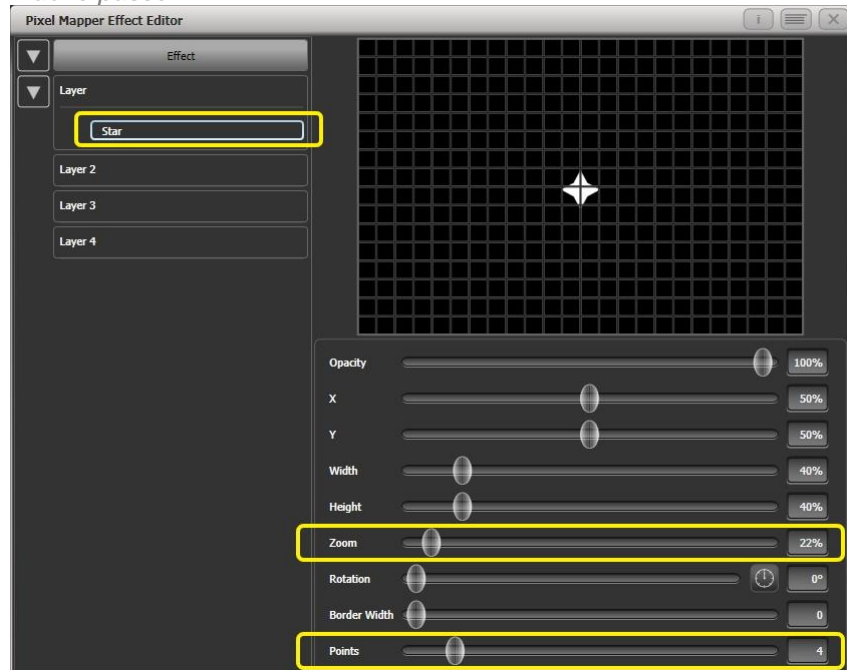 Pixel Mapper Effect Editor
i
Effect
Layer
Star
Layer 2
Layer 3
Layer 4
Opacity 100%
X 50%
Y 50%
Width 40%
Height 40%
Zoom 22%
Rotation 0°
Border Width 0
Points 4